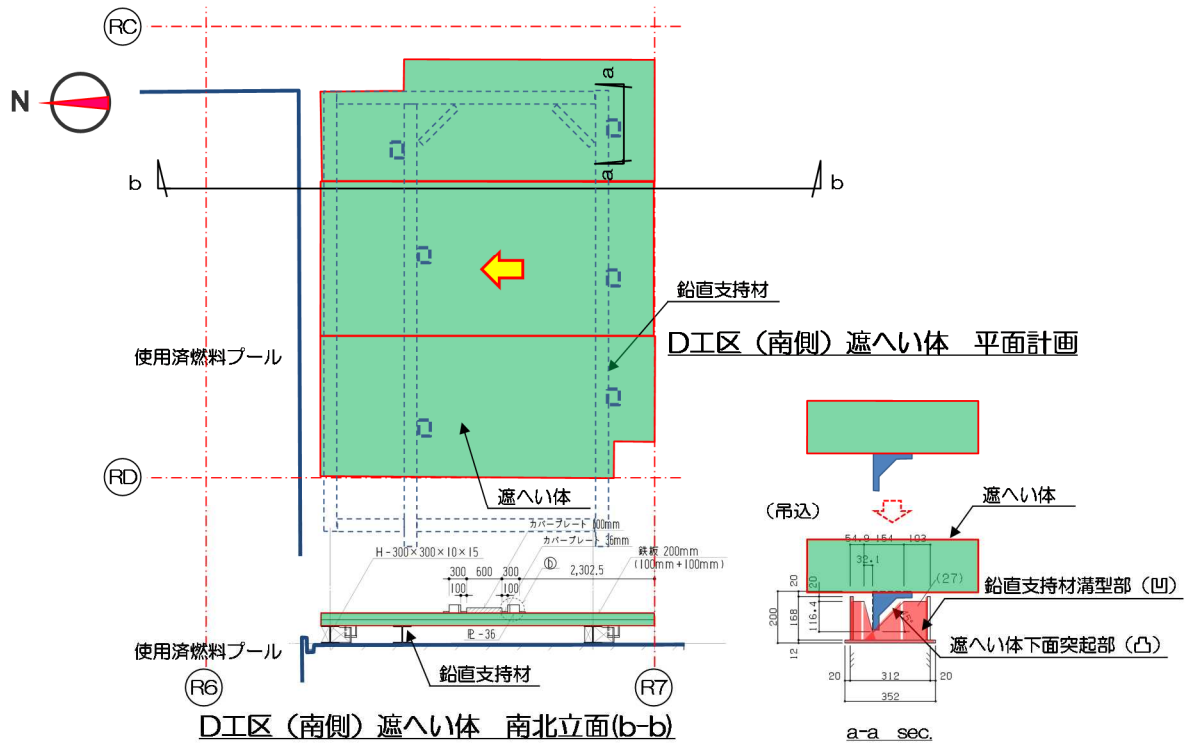 RC
N
a
a
b
b
鉛直支持材
D工区（南側）遮へい体　平面計画
使用済燃料プール
RD
遮へい体
カバープレート 100mm
カバープレート 36mm
H-300×300×10×15
鉄板 200mm
(100mm+100mm)
300
600
300
ⓑ
2,302.5
100
100
PL-36
使用済燃料プール
鉛直支持材
R6
R7
D工区（南側）遮へい体　南北立面(b-b)
(吊込)
遮へい体
54.9
154
103
32.1
20
20
(27)
200
168
116.4
12
鉛直支持材溝型部（凹）
遮へい体下面突起部（凸）
20
312
20
352
a-a sec.